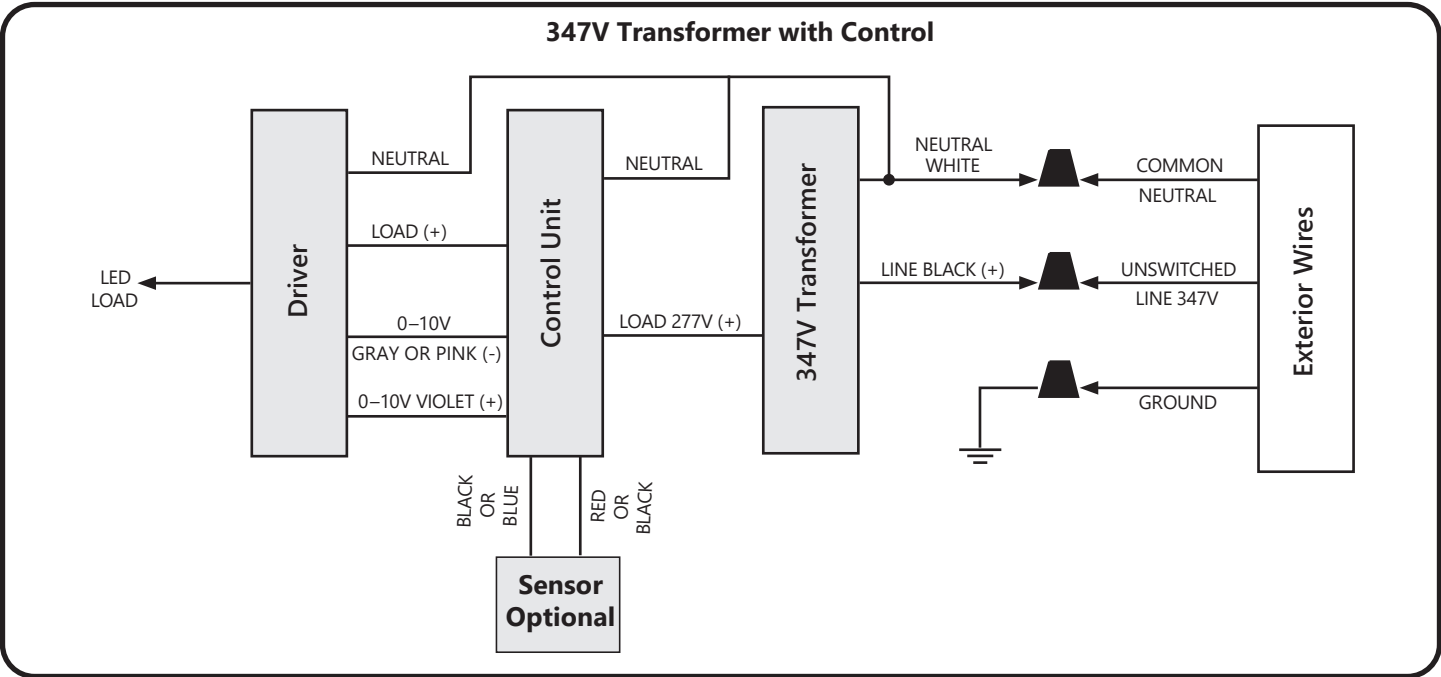 347V Transformer with Control
NEUTRAL
LOAD (+)
0–10V
GRAY OR PINK (-)
0–10V VIOLET (+)
LED
LOAD
Driver
Control Unit
NEUTRAL
LOAD 277V (+)
347V Transformer
NEUTRAL
WHITE
LINE BLACK (+)
COMMON
NEUTRAL
UNSWITCHED
LINE 347V
GROUND
Exterior Wires
BLACK
OR
BLUE
RED
OR
BLACK
Sensor
Optional